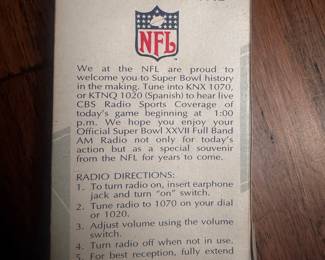 NFL
We at the NFL are proud to
welcome you to Super Bowl history
in the making. Tune into KNX 1070,
or KTNQ 1020 (Spanish) to hear live
CBS Radio Sports Coverage of
today's game beginning at 1:00
p.m. We hope you enjoy your
Official Super Bowl XXVII Full Band
AM Radio not only for today's
action but as a special souvenir
from the NFL for years to come.
RADIO DIRECTIONS:
1. To turn radio on, insert earphone
jack and turn "on" switch.
2. Tune radio to 1070 on your dial
or 1020.
3. Adjust volume using the volume
switch.
4. Turn radio off when not in use.
5. For best reception, fully extend